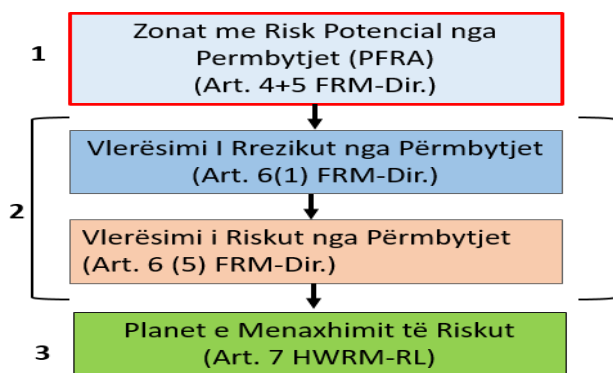 1
Zonat me Risk Potencial nga
Permbytjet (PFRA)
(Art. 4+5 FRM-Dir.)
2
Vlerësimi I Rrezikut nga Përmbytjet
(Art. 6(1) FRM-Dir.)
Vlerësimi i Riskut nga Përmbytjet
(Art. 6 (5) FRM-Dir.)
3
Planet e Menaxhimit të Riskut
(Art. 7 HWRM-RL)